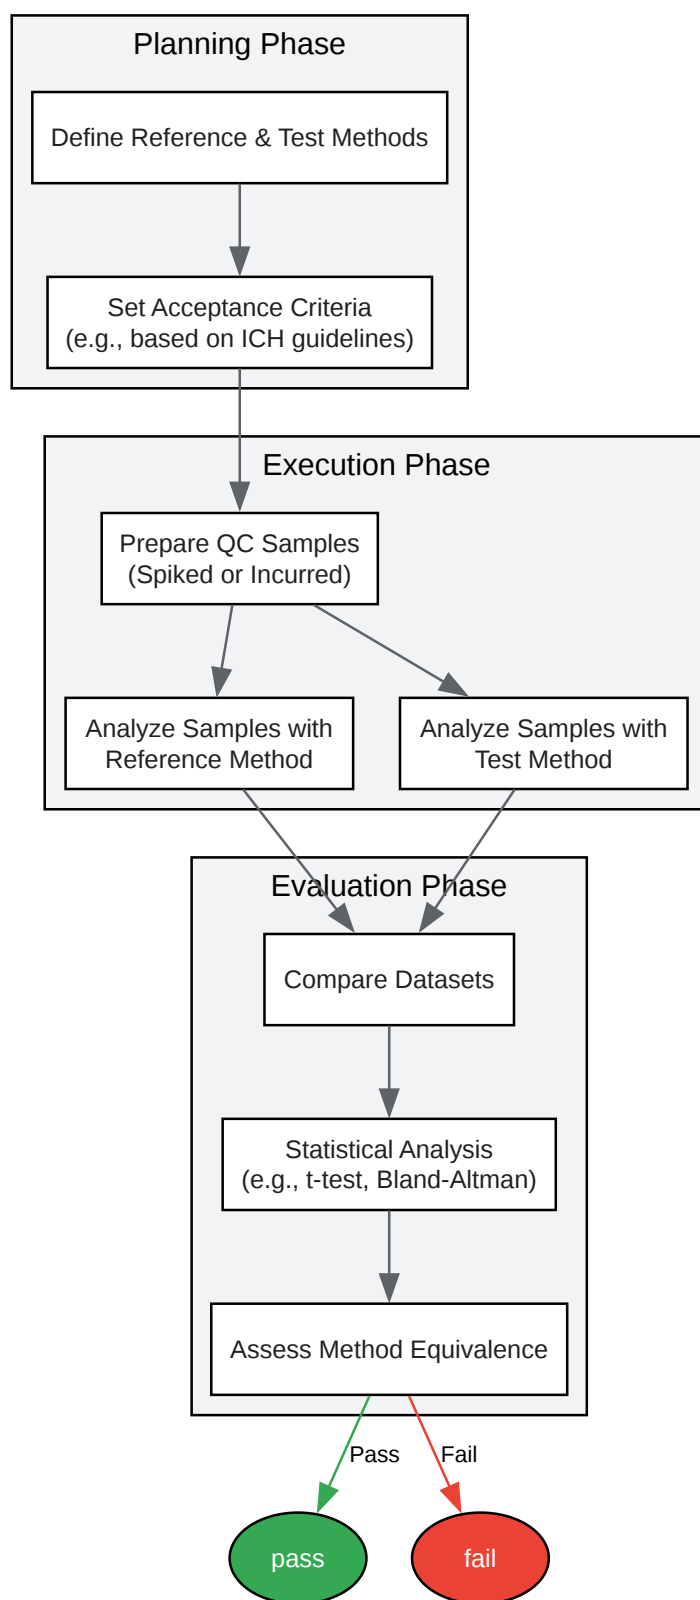 Planning Phase
Define Reference & Test Methods
Set Acceptance Criteria
(e.g., based on ICH guidelines)
Execution Phase
Prepare QC Samples
(Spiked or Incurred)
Analyze Samples with
Reference Method
Analyze Samples with
Test Method
Evaluation Phase
Compare Datasets
Statistical Analysis
(e.g., t-test, Bland-Altman)
Assess Method Equivalence
Pass
Fail
pass
fail